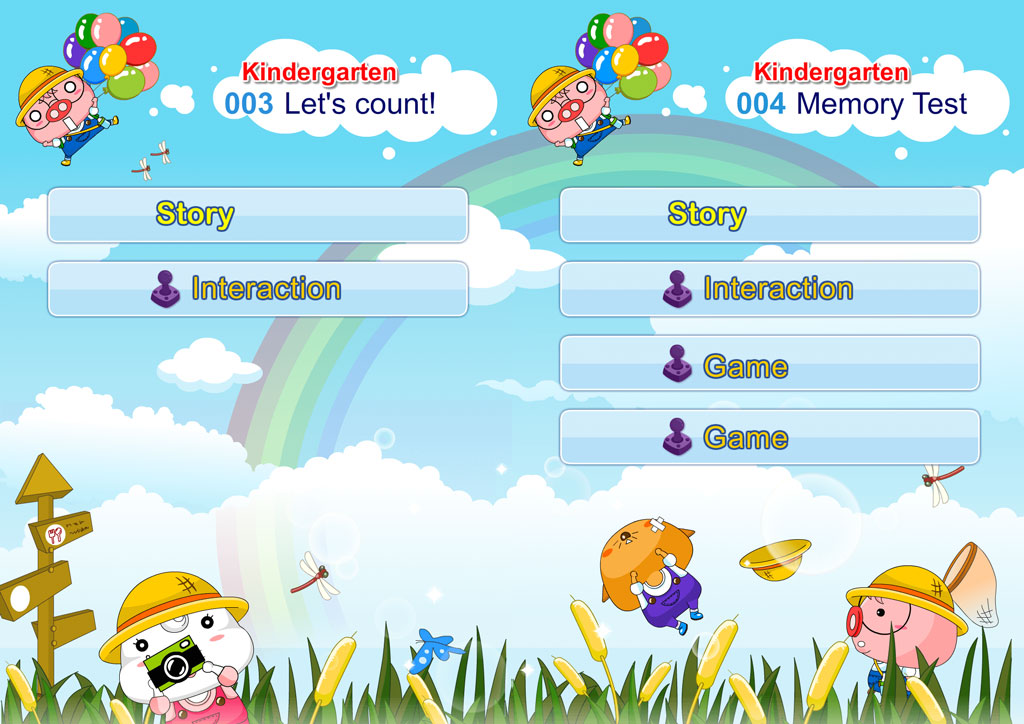 Kindergarten
003 Let's count!
Story
Interaction
Kindergarten
004 Memory Test
Story
Interaction
Game
Game